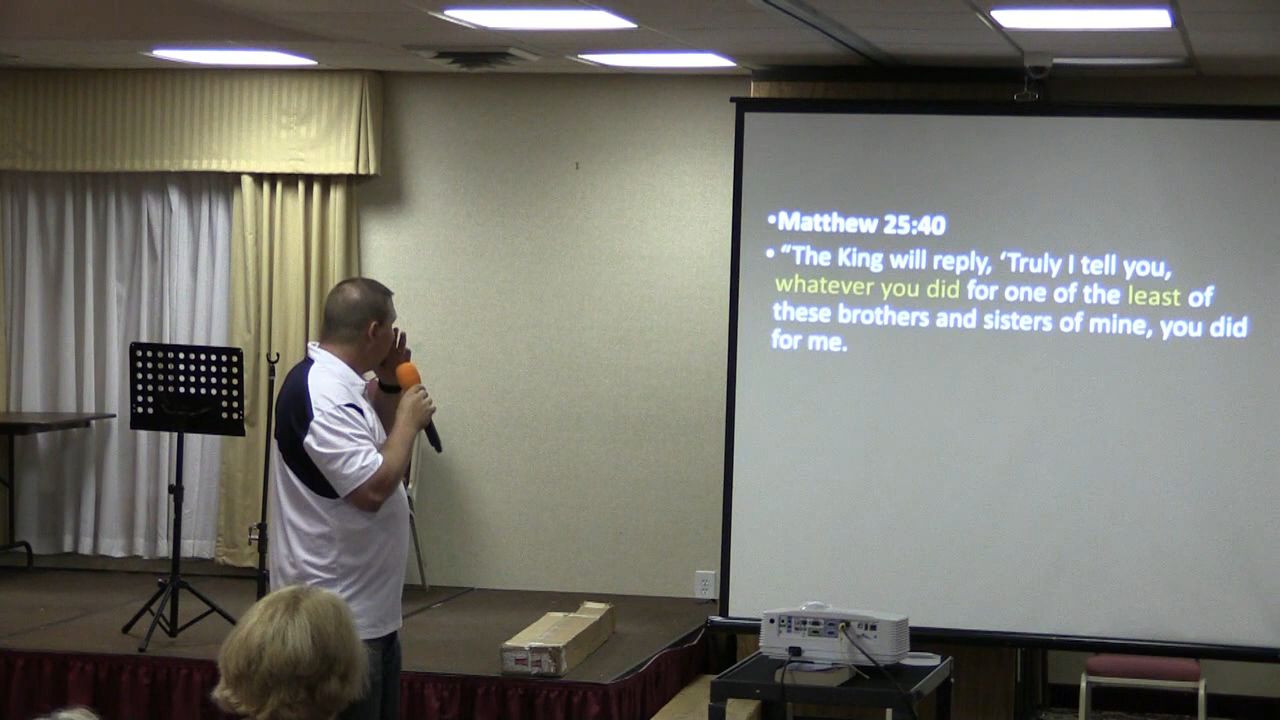 •Matthew 25:40
• “The King will reply, ‘Truly I tell you,
whatever you did for one of the least of
these brothers and sisters of mine, you did
for me.